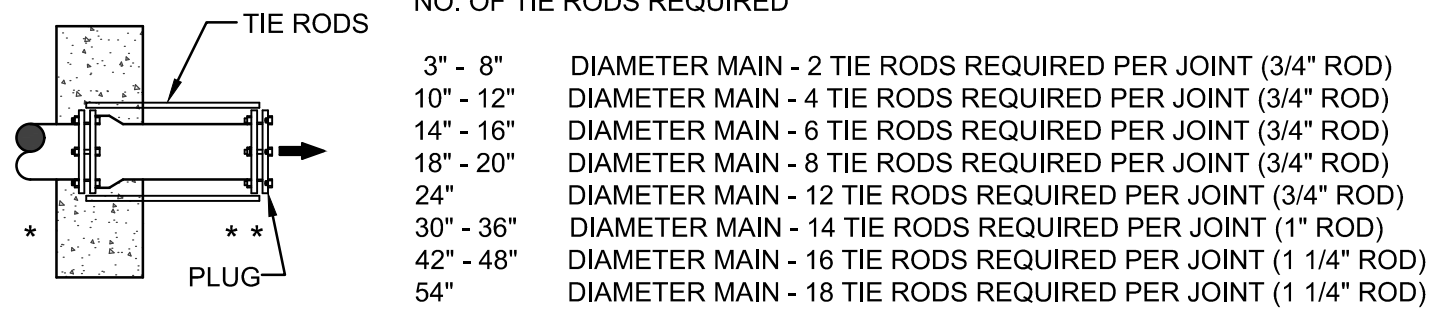 NO. OF TIE RODS REQUIRED
TIE RODS
3" - 8" DIAMETER MAIN - 2 TIE RODS REQUIRED PER JOINT (3/4" ROD)
10" - 12" DIAMETER MAIN - 4 TIE RODS REQUIRED PER JOINT (3/4" ROD)
14" - 16" DIAMETER MAIN - 6 TIE RODS REQUIRED PER JOINT (3/4" ROD)
18" - 20" DIAMETER MAIN - 8 TIE RODS REQUIRED PER JOINT (3/4" ROD)
24" DIAMETER MAIN - 12 TIE RODS REQUIRED PER JOINT (3/4" ROD)
30" - 36" DIAMETER MAIN - 14 TIE RODS REQUIRED PER JOINT (1" ROD)
42" - 48" DIAMETER MAIN - 16 TIE RODS REQUIRED PER JOINT (1 1/4" ROD)
54" DIAMETER MAIN - 18 TIE RODS REQUIRED PER JOINT (1 1/4" ROD)
* * *
PLUG